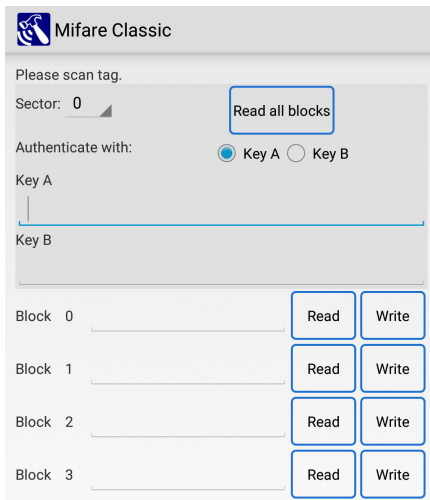 Mifare Classic
Please scan tag.
Sector: 0 Read all blocks
Authenticate with: Key A Key B
Key A
Key B
Block 0 Read Write
Block 1 Read Write
Block 2 Read Write
Block 3 Read Write